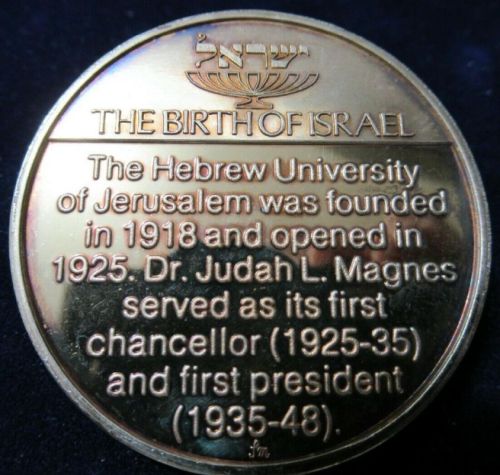 ישראל
THE BIRTH OF ISRAEL
The Hebrew University
of Jerusalem was founded
in 1918 and opened in
1925. Dr. Judah L. Magnes
served as its first
chancellor (1925-35)
and first president
(1935-48).